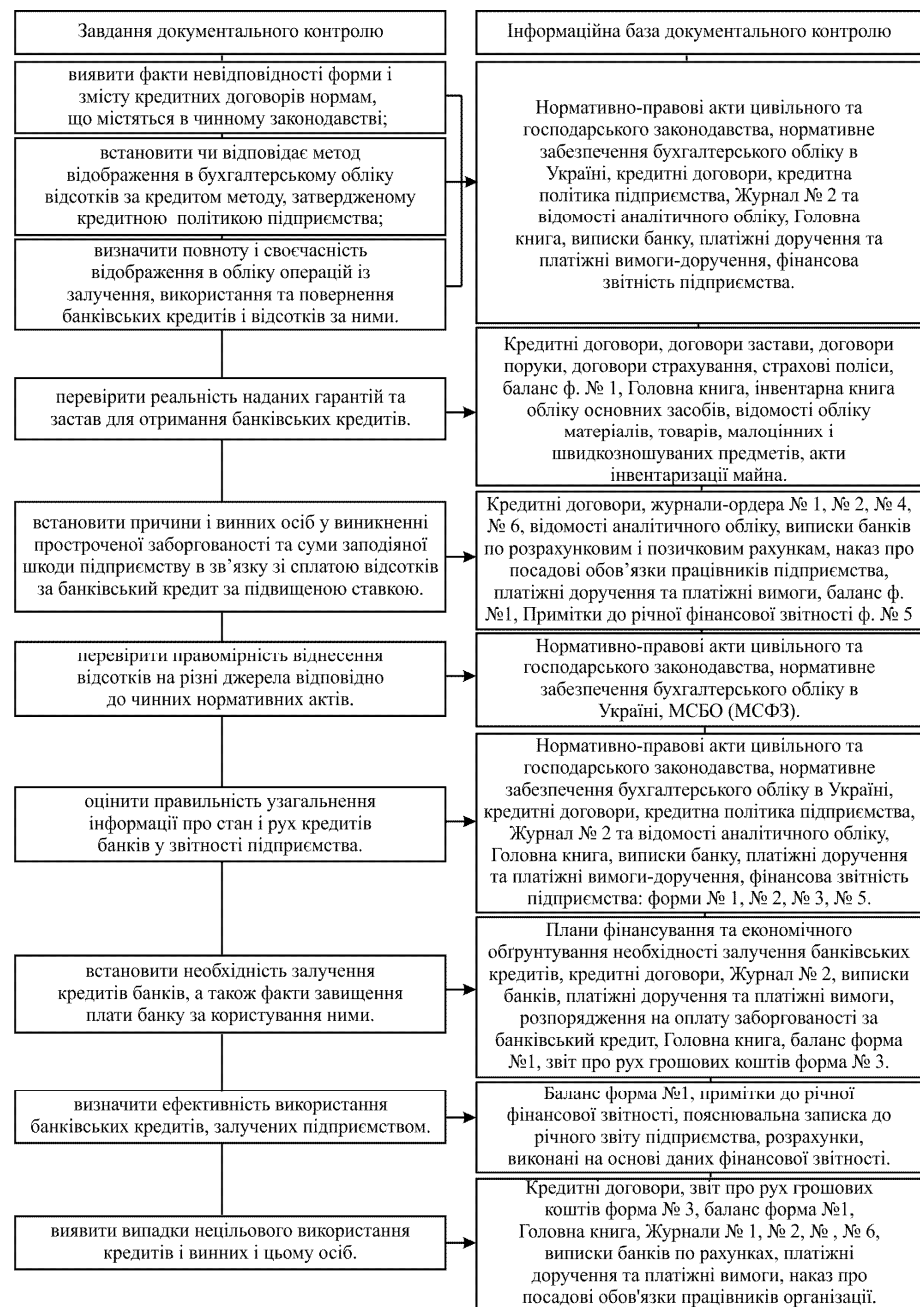 Завдання документального контролю
Інформаційна база документального контролю
виявити факти невідповідності форми і
змісту кредитних договорів нормам,
що містяться в чинному законодавстві;
встановити чи відповідає метод
відображення в бухгалтерському обліку
відсотків за кредитом методу, затвердженому
кредитною політикою підприємства;
визначити повноту і своєчасність
відображення в обліку операцій із
залучення, використання та повернення
банківських кредитів і відсотків за ними.
Нормативно-правові акти цивільного та
господарського законодавства, нормативне
забезпечення бухгалтерського обліку в
Україні, кредитні договори, кредитна
політика підприємства, Журнал № 2 та
відомості аналітичного обліку, Головна
книга, виписки банку, платіжні доручення та
платіжні вимоги-доручення, фінансова
звітність підприємства.
перевірити реальність наданих гарантій та
застав для отримання банківських кредитів.
Кредитні договори, договори застави, договори
поруки, договори страхування, страхові поліси,
баланс ф. № 1, Головна книга, інвентарна книга
обліку основних засобів, відомості обліку
матеріалів, товарів, малоцінних і
швидкозношуваних предметів, акти
інвентаризації майна.
встановити причини і винних осіб у виникненні
простроченої заборгованості та суми заподіяної
шкоди підприємству в зв’язку зі сплатою відсотків
за банківський кредит за підвищеною ставкою.
Кредитні договори, журнали-ордера № 1, № 2, № 4,
№ 6, відомості аналітичного обліку, виписки банків
по розрахунковим і позичковим рахункам, наказ про
посадові обов’язки працівників підприємства,
платіжні доручення та платіжні вимоги, баланс ф.
№1, Примітки до річної фінансової звітності ф. № 5
перевірити правомірність віднесення
відсотків на різні джерела відповідно
до чинних нормативних актів.
Нормативно-правові акти цивільного та
господарського законодавства, нормативне
забезпечення бухгалтерського обліку в
Україні, МСБО (МСФЗ).
оцінити правильність узагальнення
інформації про стан і рух кредитів
банків у звітності підприємства.
Нормативно-правові акти цивільного та
господарського законодавства, нормативне
забезпечення бухгалтерського обліку в Україні,
кредитні договори, кредитна політика підприємства,
Журнал № 2 та відомості аналітичного обліку,
Головна книга, виписки банку, платіжні доручення
та платіжні вимоги-доручення, фінансова звітність
підприємства: форми № 1, № 2, № 3, № 5.
встановити необхідність залучення
кредитів банків, а також факти завищення
плати банку за користування ними.
Плани фінансування та економічного
обґрунтування необхідності залучення банківських
кредитів, кредитні договори, Журнал № 2, виписки
банків, платіжні доручення та платіжні вимоги,
розпорядження на оплату заборгованості за
банківський кредит, Головна книга, баланс форма
№1, звіт про рух грошових коштів форма № 3.
визначити ефективність використання
банківських кредитів, залучених підприємством.
Баланс форма №1, примітки до річної
фінансової звітності, пояснювальна записка до
річного звіту підприємства, розрахунки,
виконані на основі даних фінансової звітності.
виявити випадки нецільового використання
кредитів і винних і цьому осіб.
Кредитні договори, звіт про рух грошових
коштів форма № 3, баланс форма №1,
Головна книга, Журнали № 1, № 2, № , № 6,
виписки банків по рахунках, платіжні
доручення та платіжні вимоги, наказ про
посадові обов'язки працівників організації.